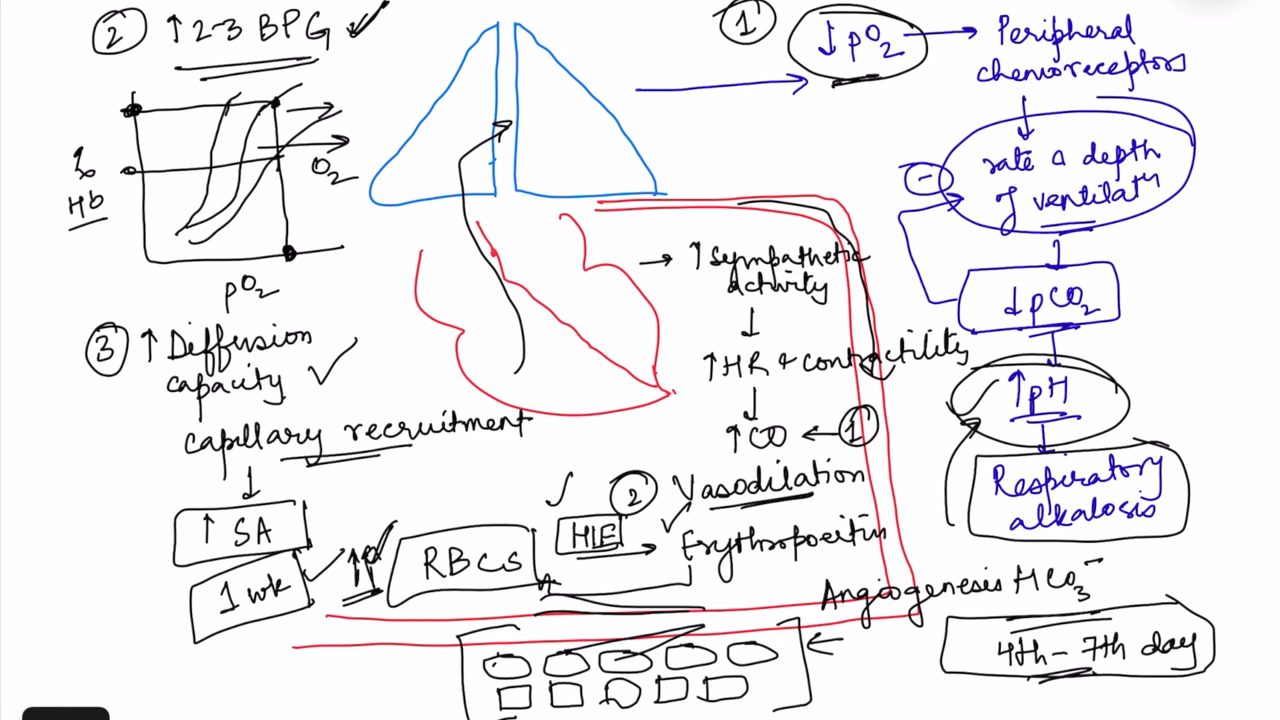 ② ↑ 2-3 BPG ✓
% Hb
O₂
pO₂
③ ↑ Diffusion
capacity ✓
capillary recruitment
↓
↑ SA
1 wk ✓
↑↑
RBCs
① ↓ pO₂ → Peripheral
chemoreceptors
↓
rate & depth
of ventilatn
−
↓
↓ pCO₂
↑ pH
↓
Respiratory
alkalosis
HCO₃⁻
4th - 7th day
→ ↑ Sympathetic
activity
↓
↑ HR + contractility
↓
↑ CO ← ①
② Vasodilation
HIF → Erythropoeitin
Angiogenesis